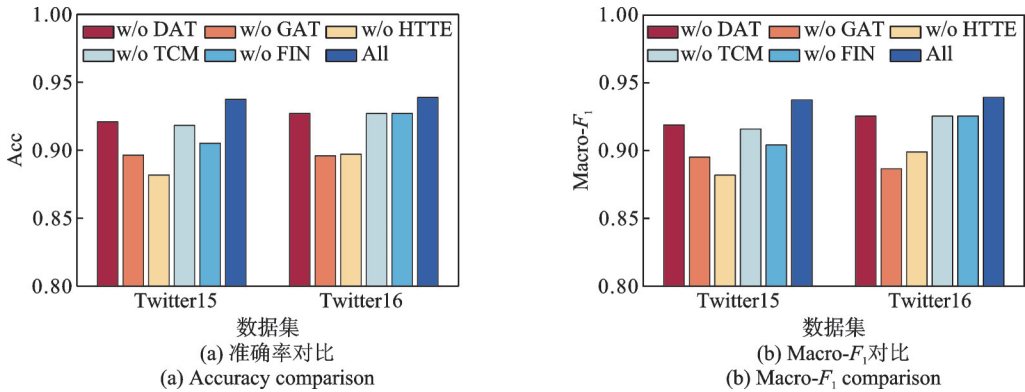 1.00
0.95
0.90
0.85
0.80
Acc
w/o DAT w/o GAT w/o HTTE
w/o TCM w/o FIN All
Twitter15 Twitter16
数据集
(a) 准确率对比
(a) Accuracy comparison
1.00
0.95
0.90
0.85
0.80
Macro-F₁
w/o DAT w/o GAT w/o HTTE
w/o TCM w/o FIN All
Twitter15 Twitter16
数据集
(b) Macro-F₁对比
(b) Macro-F₁ comparison